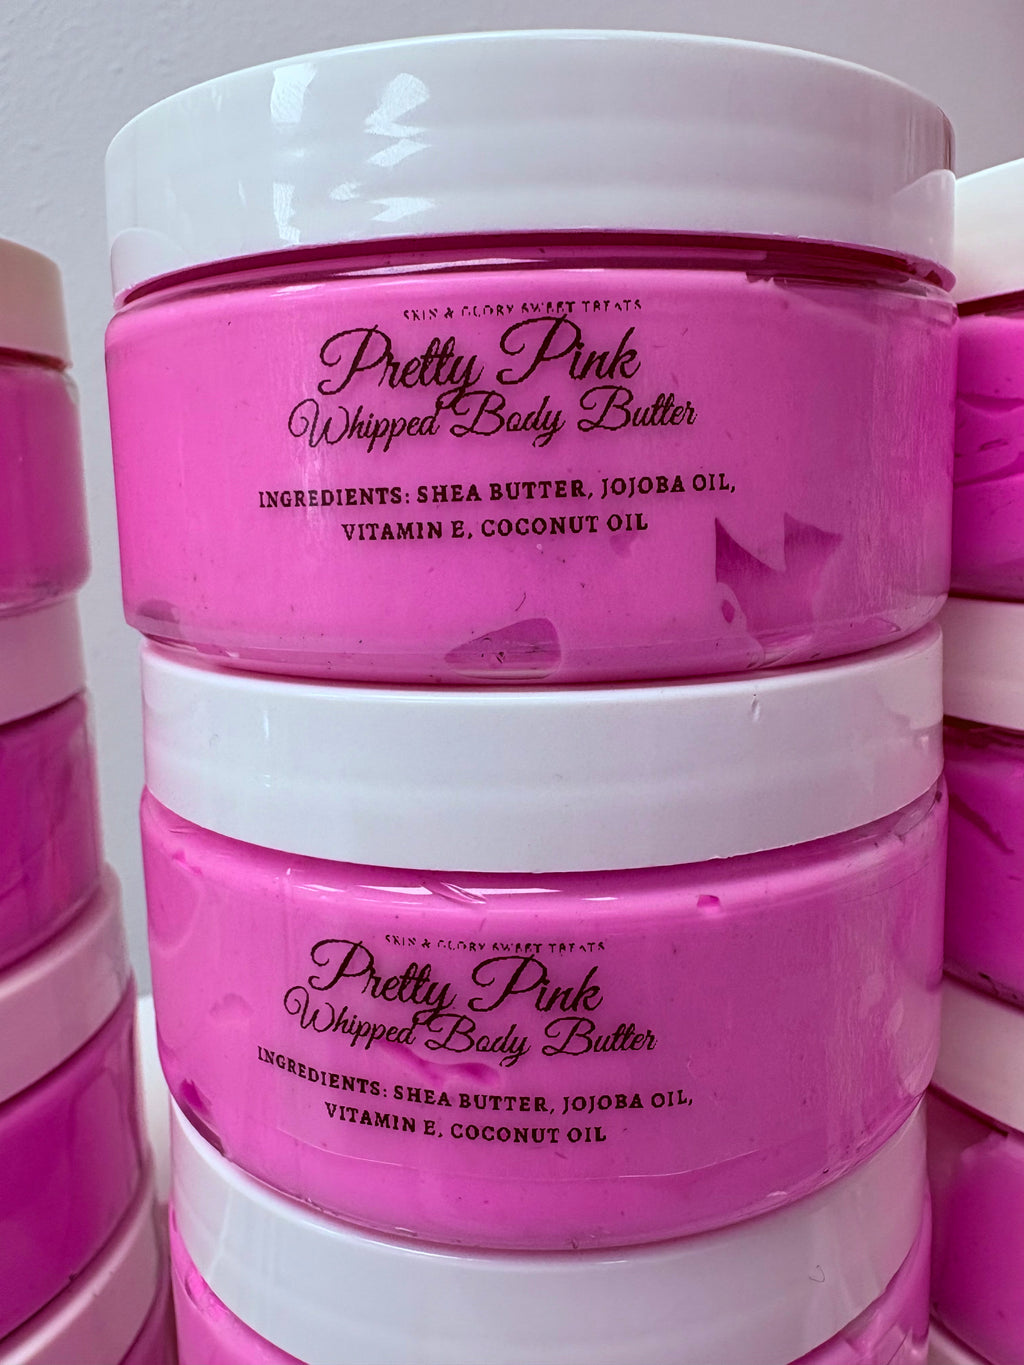 SKIN & GLORY SWEET TREATS
Pretty Pink
Whipped Body Butter
INGREDIENTS: SHEA BUTTER, JOJOBA OIL,
VITAMIN E, COCONUT OIL
SKIN & GLORY SWEET TREATS
Pretty Pink
Whipped Body Butter
INGREDIENTS: SHEA BUTTER, JOJOBA OIL,
VITAMIN E, COCONUT OIL